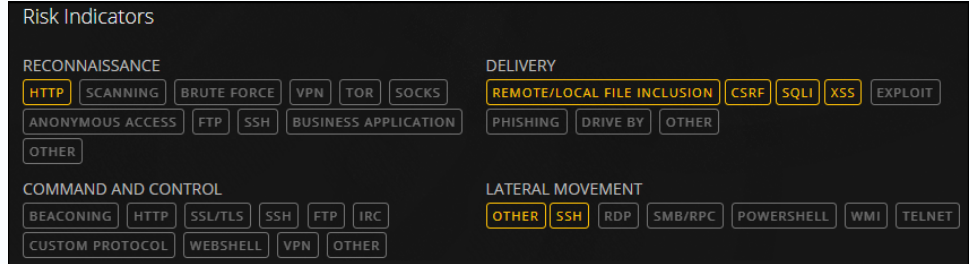 Risk Indicators
RECONNAISSANCE
HTTP SCANNING BRUTE FORCE VPN TOR SOCKS
ANONYMOUS ACCESS FTP SSH BUSINESS APPLICATION
OTHER
DELIVERY
REMOTE/LOCAL FILE INCLUSION CSRF SQLI XSS EXPLOIT
PHISHING DRIVE BY OTHER
COMMAND AND CONTROL
BEACONING HTTP SSL/TLS SSH FTP IRC
CUSTOM PROTOCOL WEBSHELL VPN OTHER
LATERAL MOVEMENT
OTHER SSH RDP SMB/RPC POWERSHELL WMI TELNET